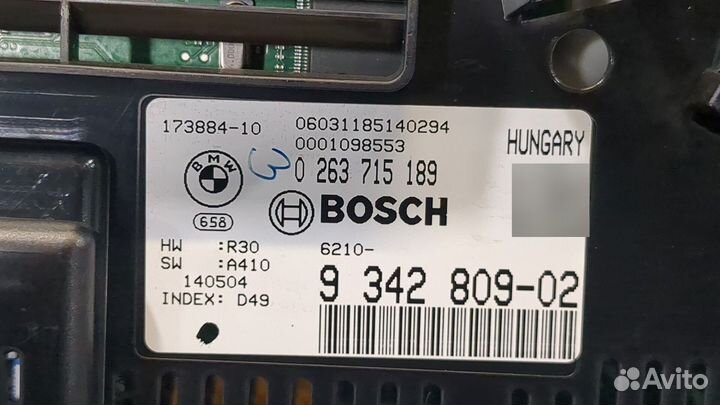 173884-10 06031185140294
0001098553
HUNGARY
BMW
3
0 263 715 189
658
BOSCH
HW :R30
6210-
SW :A410
140504
9 342 809-02
INDEX: D49
Avito